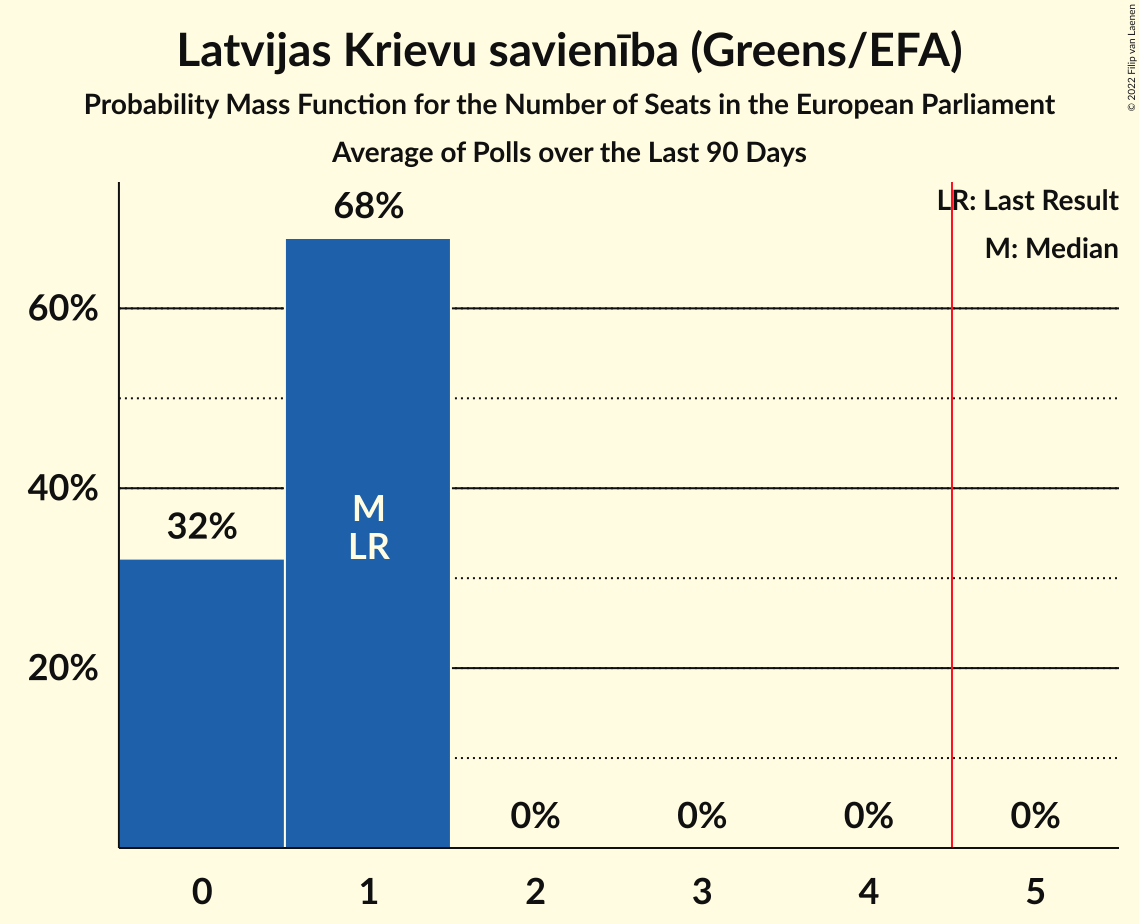 Latvijas Krievu savienība (Greens/EFA)
Probability Mass Function for the Number of Seats in the European Parliament
Average of Polls over the Last 90 Days
© 2022 Filip van Laenen
LR: Last Result
M: Median
68%
60%
40%
32%
M
LR
20%
0% 0% 0% 0%
0 1 2 3 4 5